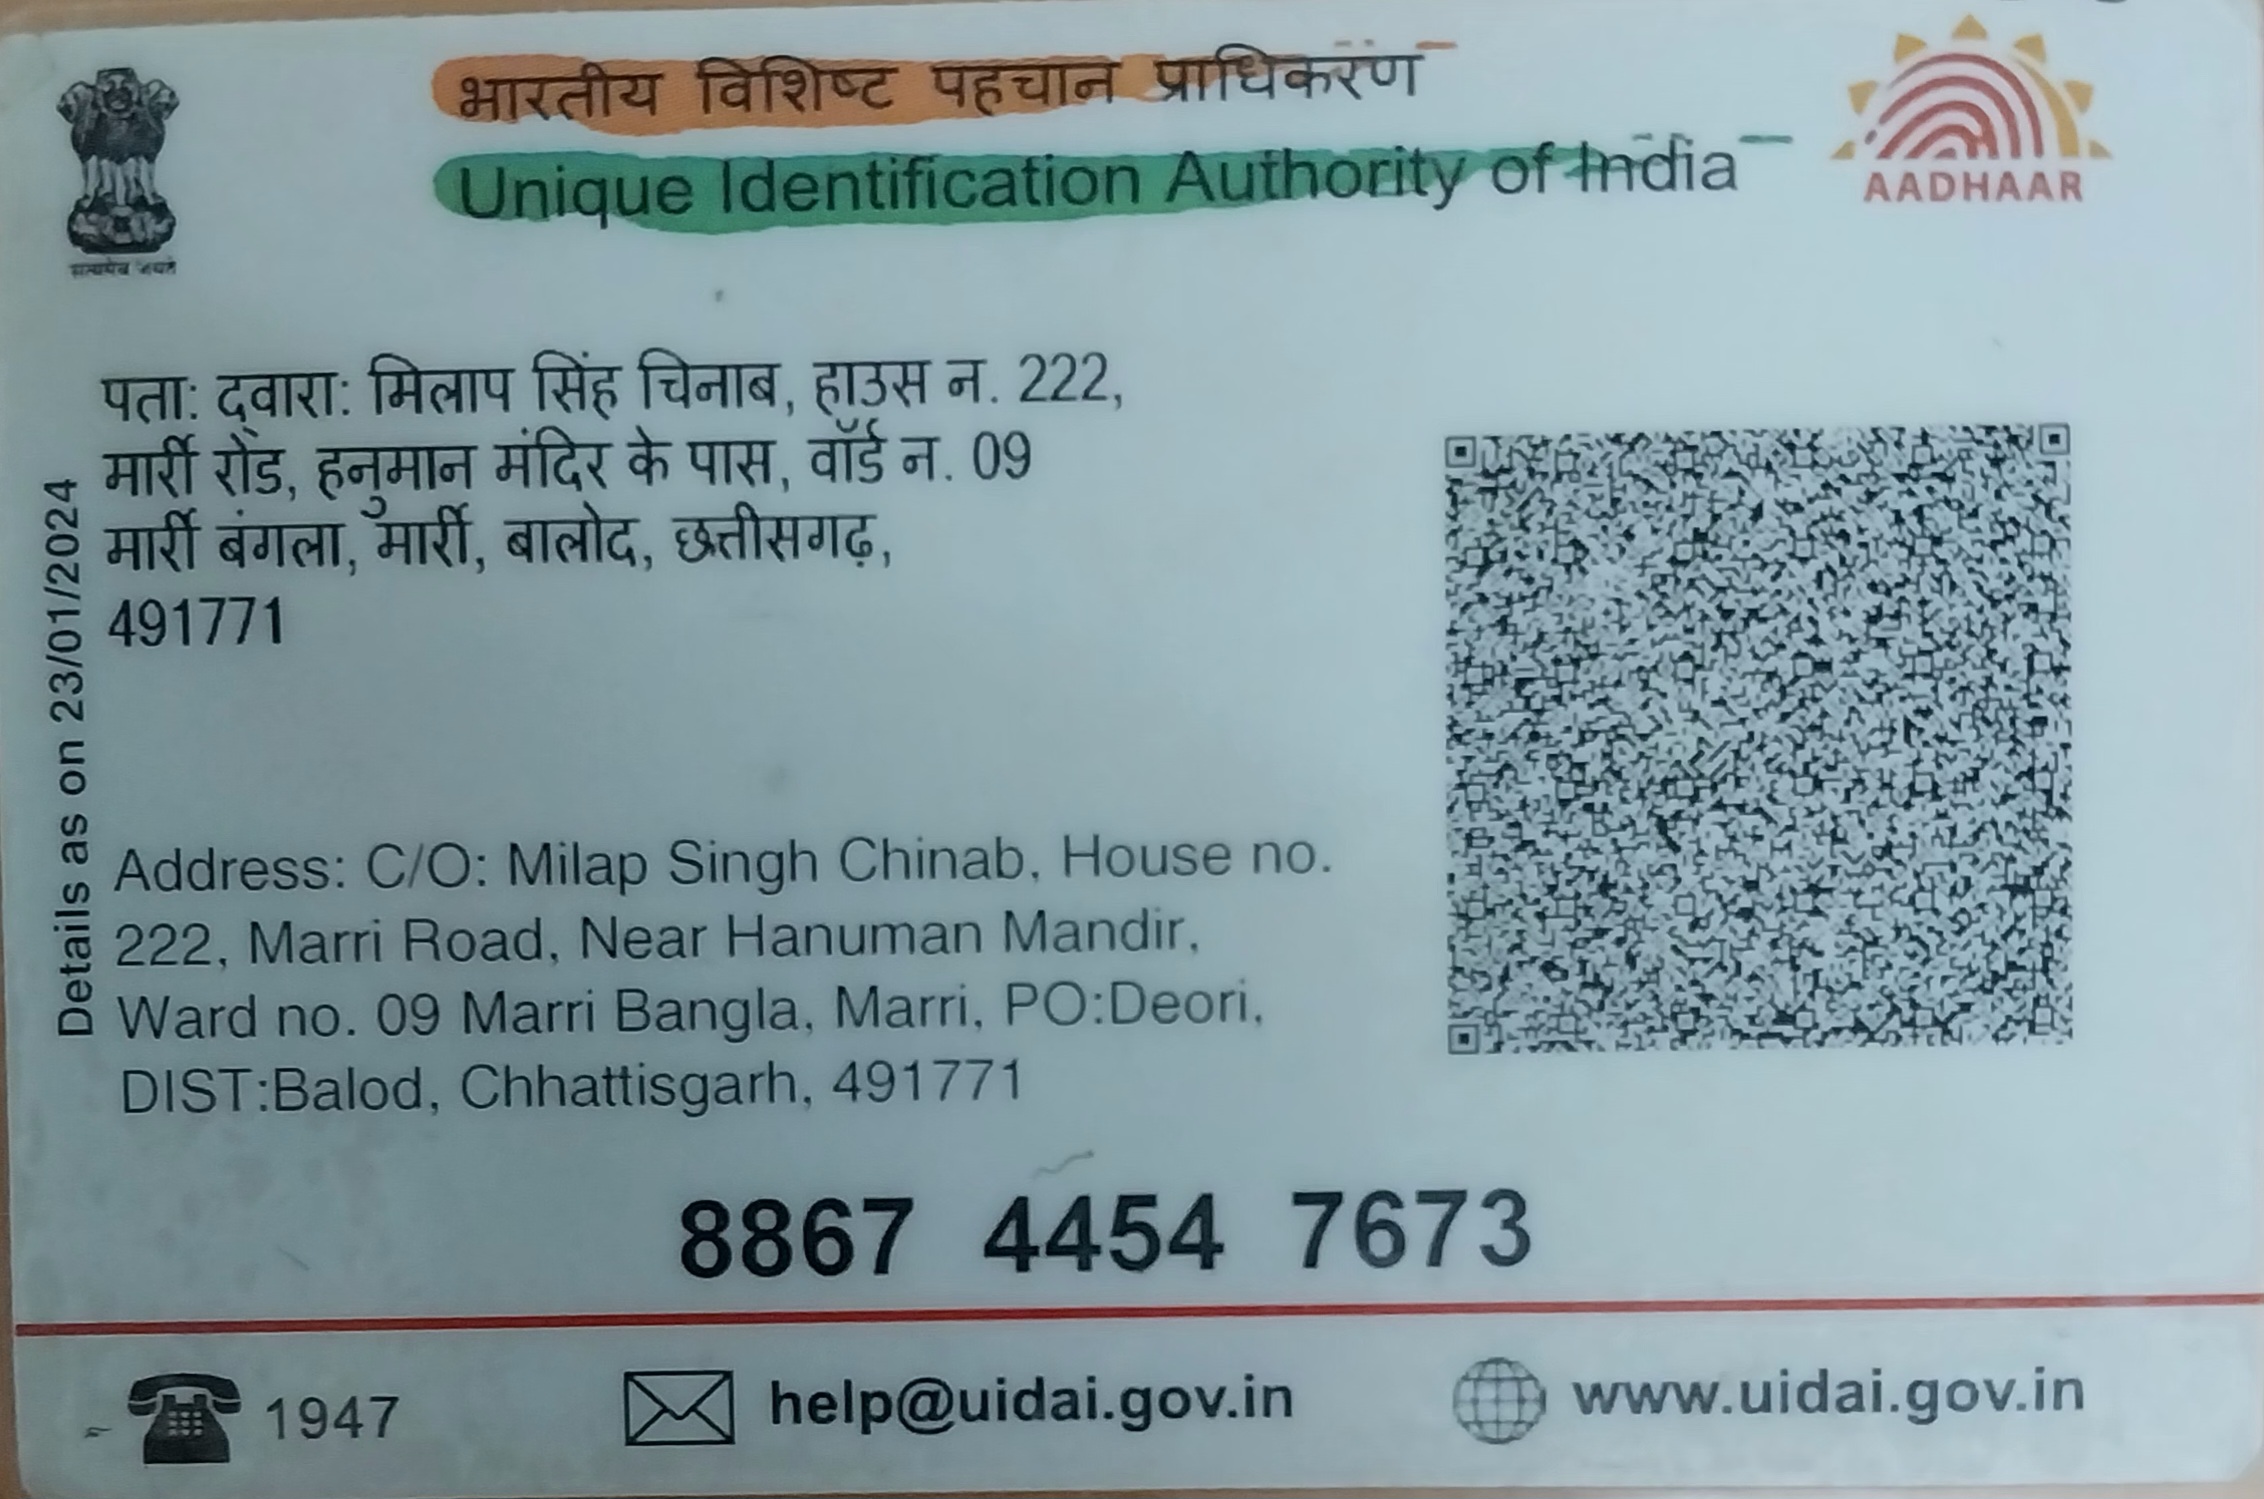 भारतीय विशिष्ट पहचान प्राधिकरण
Unique Identification Authority of India
AADHAAR
सत्यमेव जयते
Details as on 23/01/2024
पता: द्वारा: मिलाप सिंह चिनाब, हाउस न. 222,
मार्री रोड, हनुमान मंदिर के पास, वॉर्ड न. 09
मार्री बंगला, मार्री, बालोद, छत्तीसगढ़,
491771
Address: C/O: Milap Singh Chinab, House no.
222, Marri Road, Near Hanuman Mandir,
Ward no. 09 Marri Bangla, Marri, PO:Deori,
DIST:Balod, Chhattisgarh, 491771
8867 4454 7673
1947
help@uidai.gov.in
www.uidai.gov.in